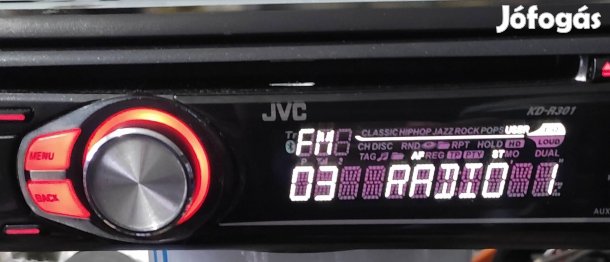 Jófogás
JVC
KD-R301
CLASSIC HIPHOP JAZZ ROCK POPS USER
FM
CH DISC RND RPT HOLD HD LOUD
TAG AF REG TP PTY ST MO DUAL
MENU
BACK
03 RADIO 1
AUX